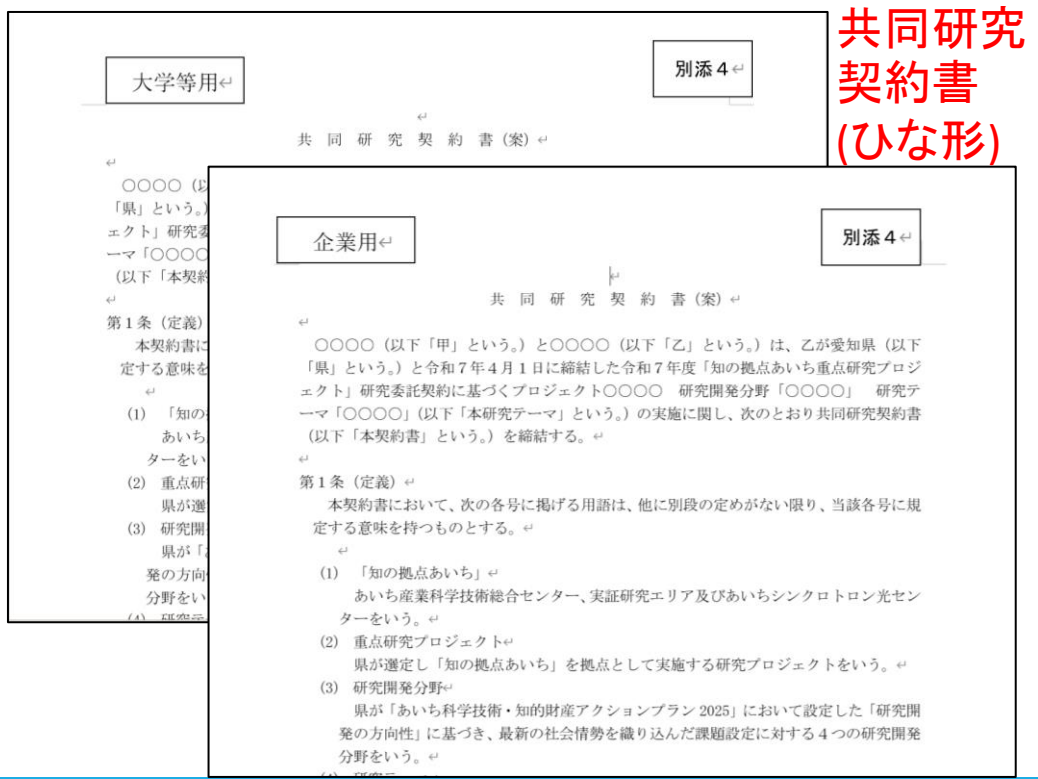 共同研究
契約書
(ひな形)
大学等用↵
別添４↵
↵
共 同 研 究 契 約 書（案）↵
↵
○○○○（以
「県」という。）
ェクト」研究委
ーマ「○○○○
（以下「本契約
↵
第１条（定義）
本契約書に
定する意味を
↵
(1) 「知の
あいち
ターをい
(2) 重点研
県が選
(3) 研究開
県が「
発の方向
分野をい
企業用↵
別添４↵
↵
共 同 研 究 契 約 書（案）↵
↵
○○○○（以下「甲」という。）と○○○○（以下「乙」という。）は、乙が愛知県（以下
「県」という。）と令和７年４月１日に締結した令和７年度「知の拠点あいち重点研究プロジ
ェクト」研究委託契約に基づくプロジェクト○○○○　研究開発分野「○○○○」　研究テ
ーマ「○○○○」（以下「本研究テーマ」という。）の実施に関し、次のとおり共同研究契約書
（以下「本契約書」という。）を締結する。↵
↵
第１条（定義）↵
本契約書において、次の各号に掲げる用語は、他に別段の定めがない限り、当該各号に規
定する意味を持つものとする。↵
↵
(1) 「知の拠点あいち」↵
あいち産業科学技術総合センター、実証研究エリア及びあいちシンクロトロン光セン
ターをいう。↵
(2) 重点研究プロジェクト↵
県が選定し「知の拠点あいち」を拠点として実施する研究プロジェクトをいう。↵
(3) 研究開発分野↵
県が「あいち科学技術・知的財産アクションプラン 2025」において設定した「研究開
発の方向性」に基づき、最新の社会情勢を織り込んだ課題設定に対する４つの研究開発
分野をいう。↵